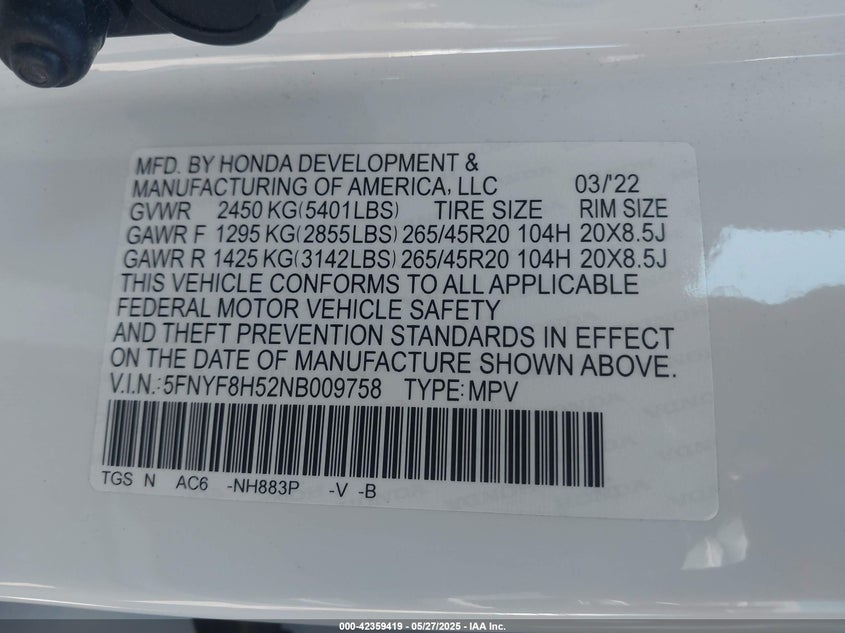 MFD. BY HONDA DEVELOPMENT &
MANUFACTURING OF AMERICA, LLC 03/'22
GVWR 2450 KG(5401LBS) TIRE SIZE RIM SIZE
GAWR F 1295 KG(2855LBS) 265/45R20 104H 20X8.5J
GAWR R 1425 KG(3142LBS) 265/45R20 104H 20X8.5J
THIS VEHICLE CONFORMS TO ALL APPLICABLE
FEDERAL MOTOR VEHICLE SAFETY
AND THEFT PREVENTION STANDARDS IN EFFECT
ON THE DATE OF MANUFACTURE SHOWN ABOVE.
V.I.N.: 5FNYF8H52NB009758 TYPE: MPV
TGS N AC6 -NH883P -V -B
000-42359419 - 05/27/2025 - IAA Inc.